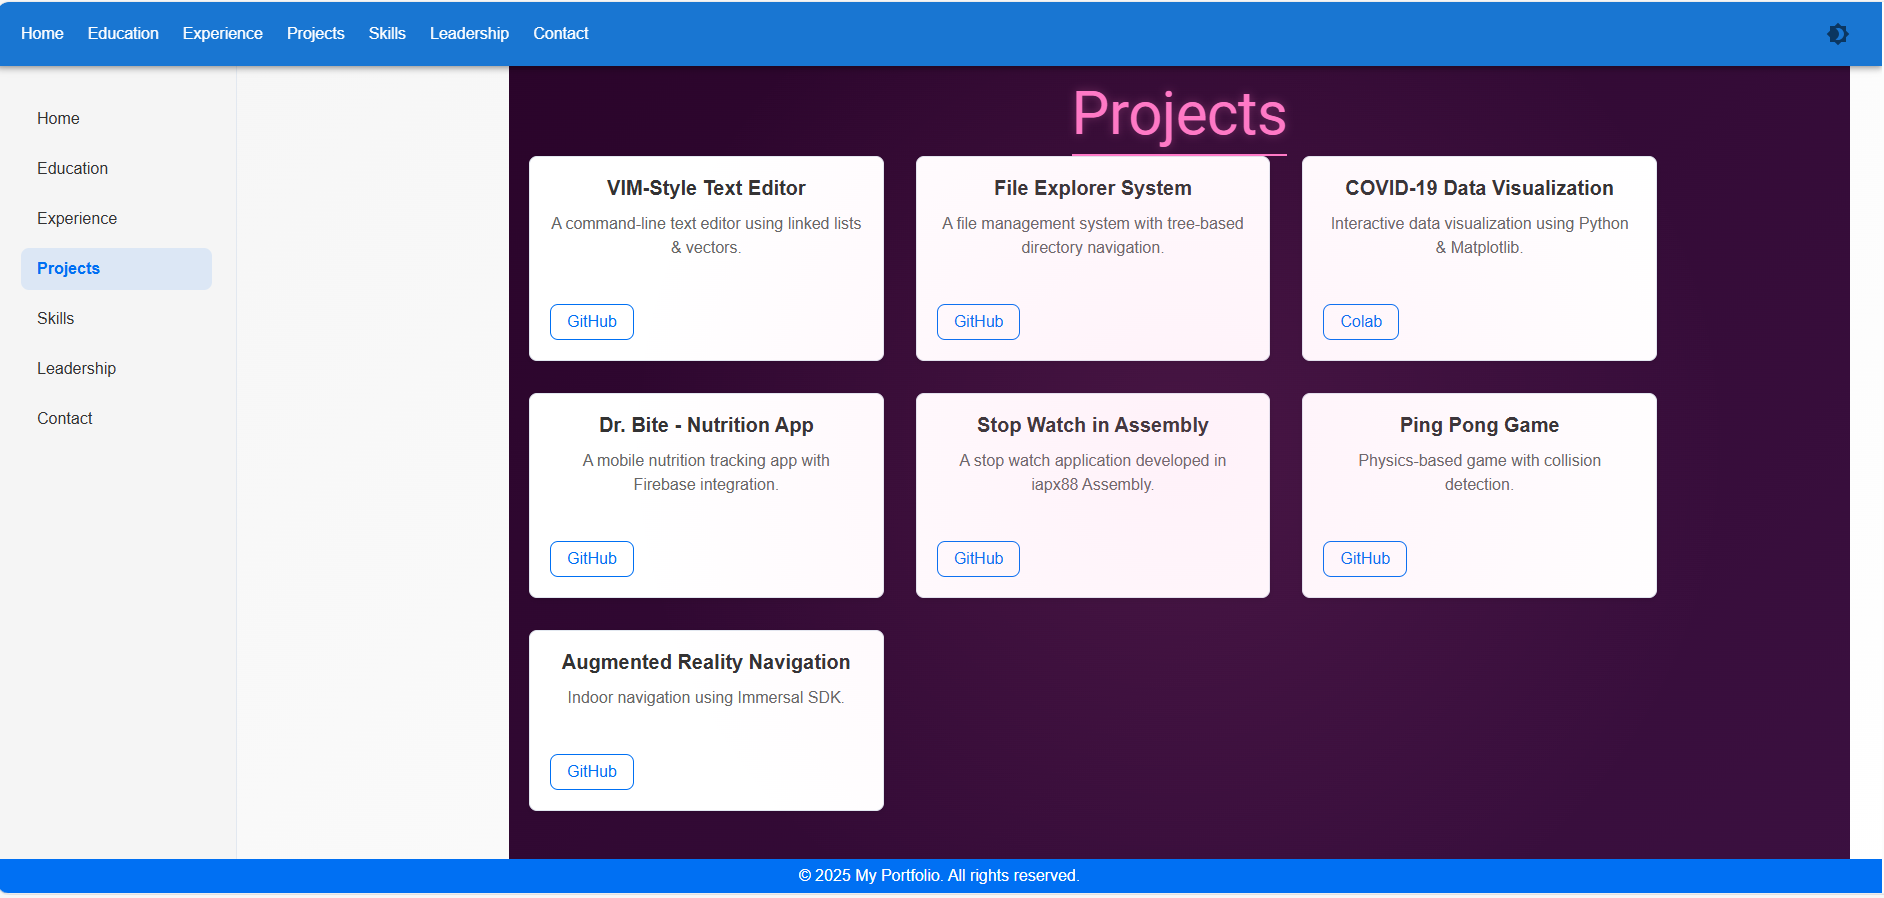 Home Education Experience Projects Skills Leadership Contact
Home
Education
Experience
Projects
Skills
Leadership
Contact
Projects
VIM-Style Text Editor
A command-line text editor using linked lists
& vectors.
GitHub
File Explorer System
A file management system with tree-based
directory navigation.
GitHub
COVID-19 Data Visualization
Interactive data visualization using Python
& Matplotlib.
Colab
Dr. Bite - Nutrition App
A mobile nutrition tracking app with
Firebase integration.
GitHub
Stop Watch in Assembly
A stop watch application developed in
iapx88 Assembly.
GitHub
Ping Pong Game
Physics-based game with collision
detection.
GitHub
Augmented Reality Navigation
Indoor navigation using Immersal SDK.
GitHub
© 2025 My Portfolio. All rights reserved.